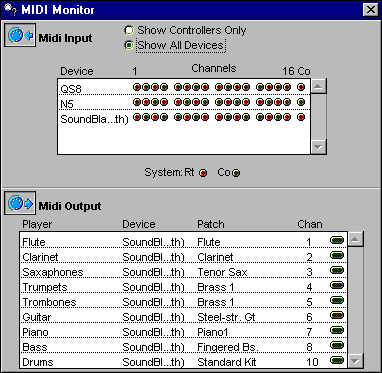 MIDI Monitor
Midi Input
Show Controllers Only
Show All Devices
Device 1 Channels 16 Co
QS8
N5
SoundBla...th)
System: Rt Co
Midi Output
Player Device Patch Chan
Flute SoundBl...th) Flute 1
Clarinet SoundBl...th) Clarinet 2
Saxaphones SoundBl...th) Tenor Sax 3
Trumpets SoundBl...th) Brass 1 4
Trombones SoundBl...th) Brass 1 5
Guitar SoundBl...th) Steel-str. Gt 6
Piano SoundBl...th) Piano1 7
Bass SoundBl...th) Fingered Bs. 8
Drums SoundBl...th) Standard Kit 10